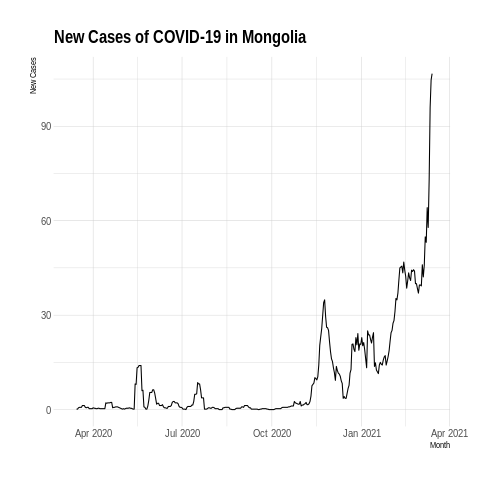 New Cases of COVID-19 in Mongolia
New Cases
90
60
30
0
Apr 2020
Jul 2020
Oct 2020
Jan 2021
Apr 2021
Month